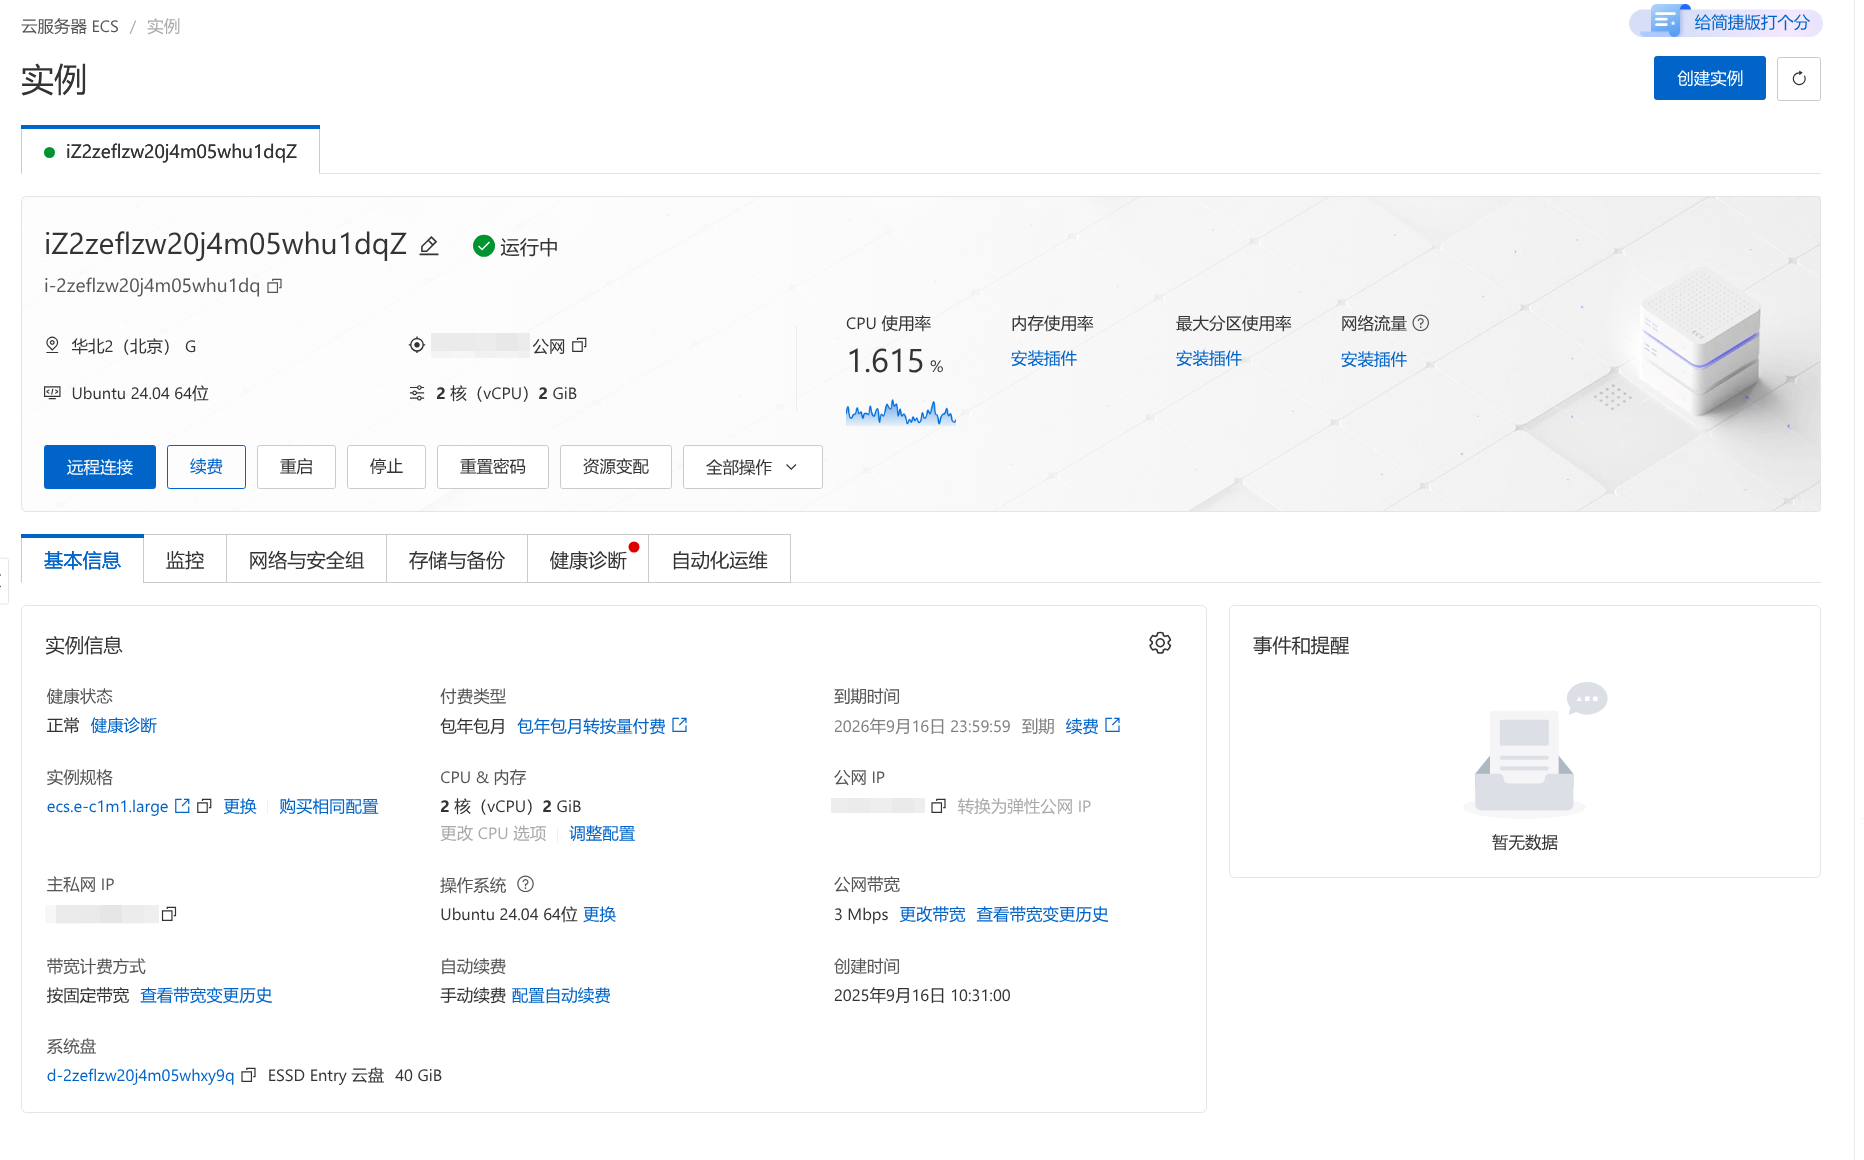 云服务器 ECS / 实例
给简捷版打个分
实例
创建实例
iZ2zeflzw20j4m05whu1dqZ
iZ2zeflzw20j4m05whu1dqZ 运行中
i-2zeflzw20j4m05whu1dq
华北2（北京） G
公网
Ubuntu 24.04 64位
2 核（vCPU）2 GiB
CPU 使用率
1.615 %
内存使用率
安装插件
最大分区使用率
安装插件
网络流量
安装插件
远程连接 续费 重启 停止 重置密码 资源变配 全部操作
基本信息 监控 网络与安全组 存储与备份 健康诊断 自动化运维
实例信息
健康状态
正常 健康诊断
付费类型
包年包月 包年包月转按量付费
到期时间
2026年9月16日 23:59:59 到期 续费
实例规格
ecs.e-c1m1.large 更换 购买相同配置
CPU & 内存
2 核（vCPU）2 GiB
更改 CPU 选项 调整配置
公网 IP
转换为弹性公网 IP
主私网 IP
操作系统
Ubuntu 24.04 64位 更换
公网带宽
3 Mbps 更改带宽 查看带宽变更历史
带宽计费方式
按固定带宽 查看带宽变更历史
自动续费
手动续费 配置自动续费
创建时间
2025年9月16日 10:31:00
系统盘
d-2zeflzw20j4m05whxy9q ESSD Entry 云盘 40 GiB
事件和提醒
暂无数据